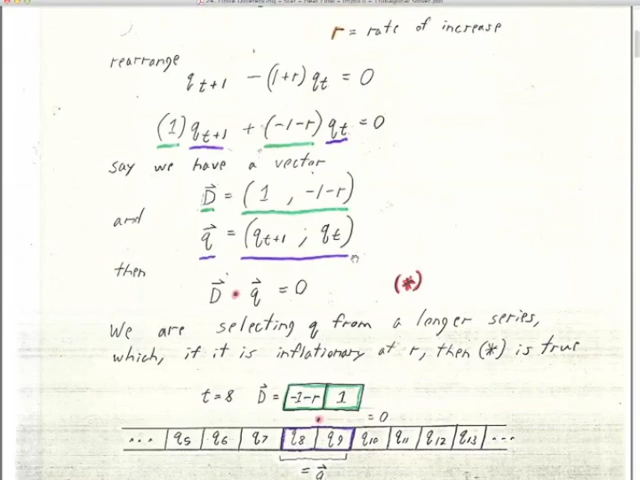 r = rate of increase
rearrange
q_{t+1} - (1+r) q_t = 0
(1) q_{t+1} + (-1-r) q_t = 0
say we have a vector
D⃗ = (1 , -1-r)
and
q⃗ = (q_{t+1} , q_t)
then
D⃗ • q⃗ = 0 (*)
We are selecting q from a longer series,
which, if it is inflationary at r, then (*) is true
t = 8 D⃗ = -1-r 1
• = 0
... q5 q6 q7 q8 q9 q10 q11 q12 q13 ...
= q⃗